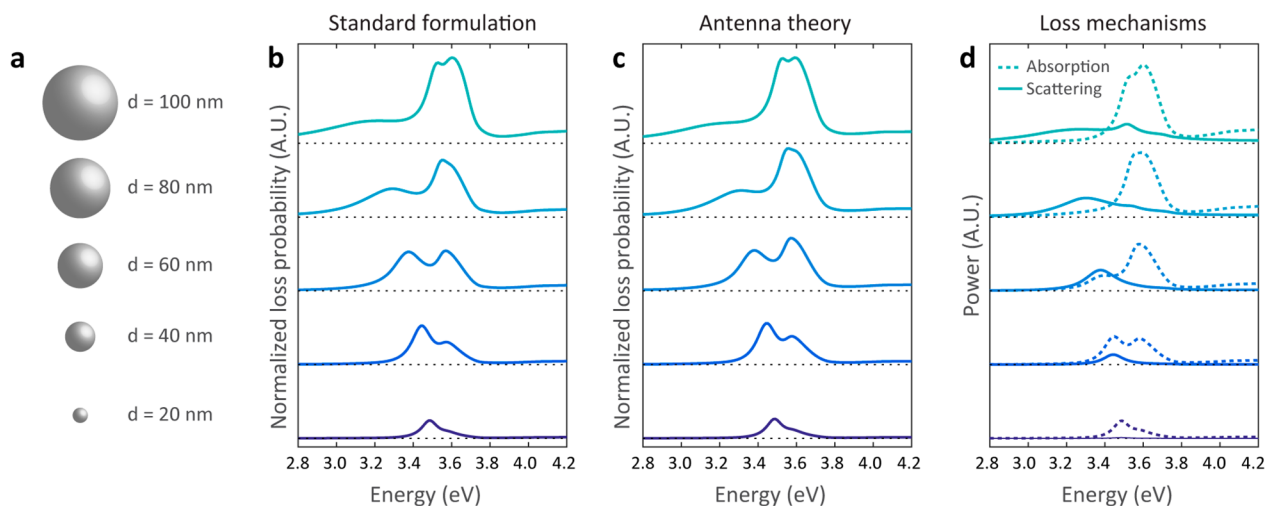 Standard formulation
Antenna theory
Loss mechanisms
a
b
c
d
d = 100 nm
d = 80 nm
d = 60 nm
d = 40 nm
d = 20 nm
Normalized loss probability (A.U.)
2.8 3.0 3.2 3.4 3.6 3.8 4.0 4.2
Energy (eV)
Normalized loss probability (A.U.)
2.8 3.0 3.2 3.4 3.6 3.8 4.0 4.2
Energy (eV)
Absorption
Scattering
Power (A.U.)
2.8 3.0 3.2 3.4 3.6 3.8 4.0 4.2
Energy (eV)